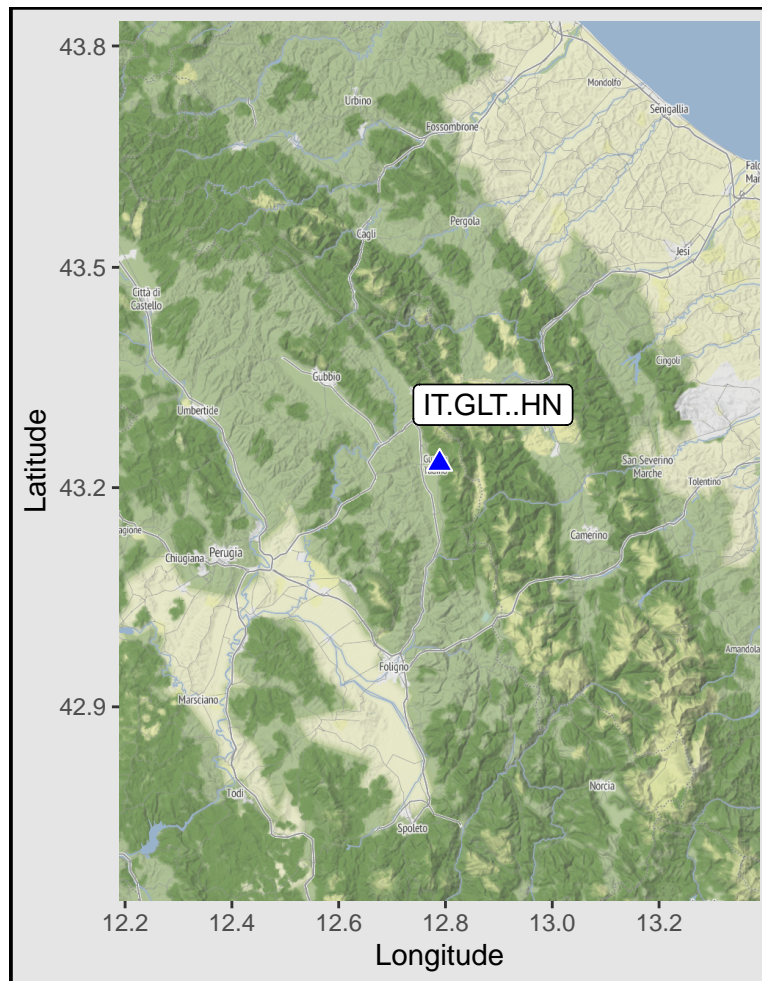 43.8
Mondolfo
Urbino
Senigallia
Fossombrone
Pergola
Cagli
Jesi
43.5
Città di
Castello
Cingoli
Gubbio
43.4
IT.GLT..HN
Umbertide
San Severino
Marche
Tolentino
43.2
Camerino
Perugia
Chiugiana
Foligno
Amandola
Marsciano
42.9
Norcia
Todi
Spoleto
12.2 12.4 12.6 12.8 13.0 13.2
Longitude
Latitude